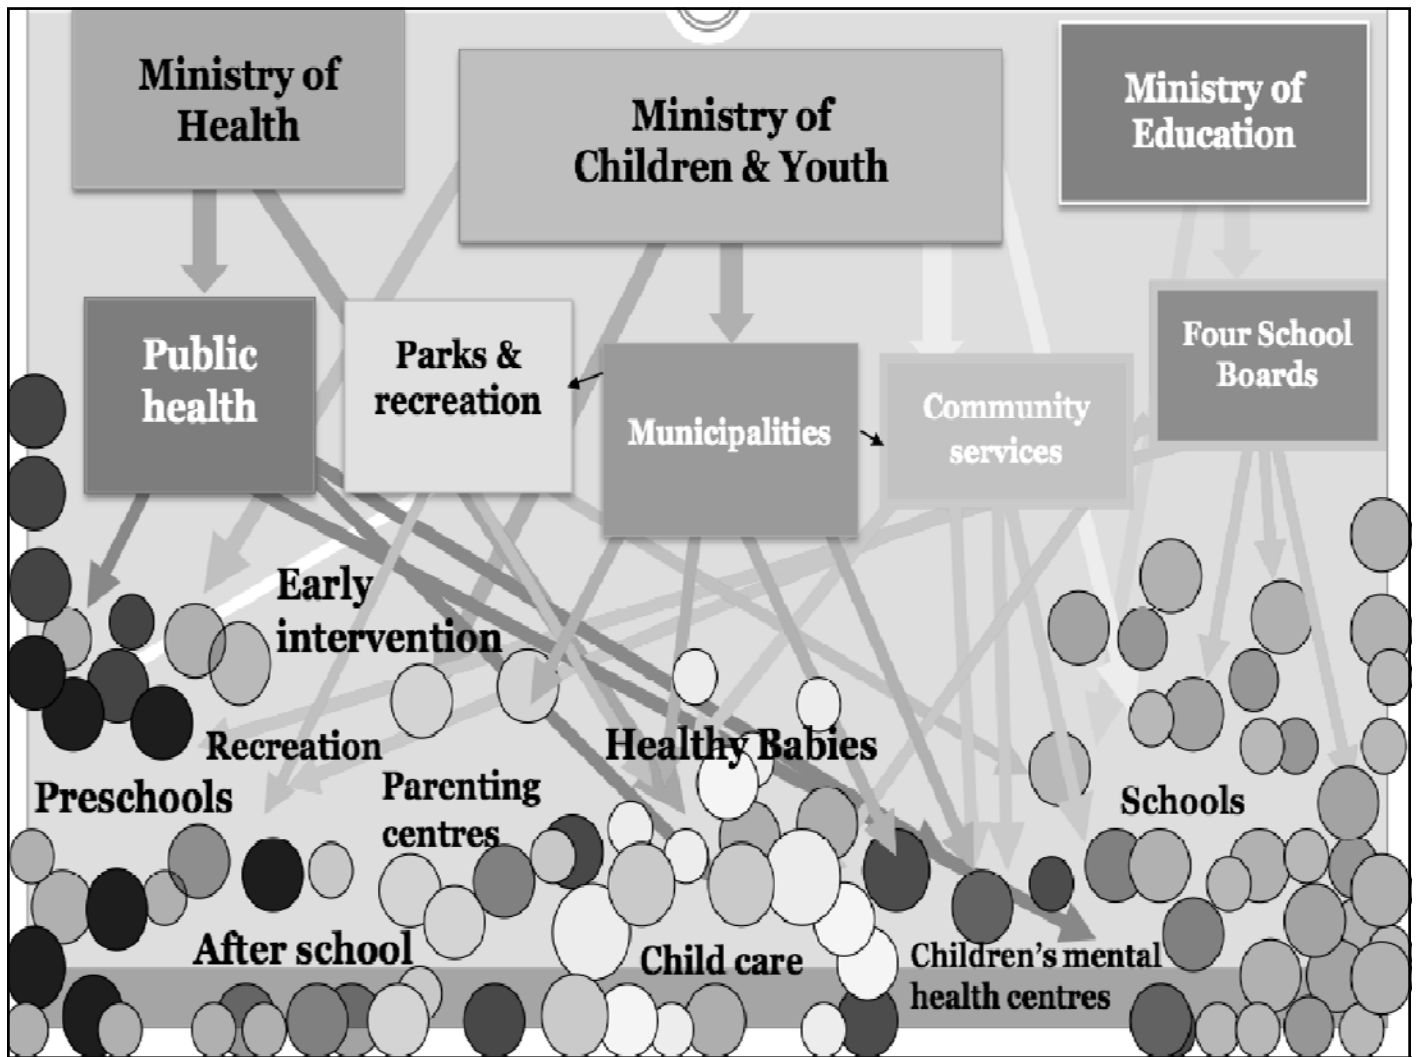 Ministry of
Health
Ministry of
Children & Youth
Ministry of
Education
Public
health
Parks &
recreation
Municipalities
Community
services
Four School
Boards
Early
intervention
Recreation
Preschools
Parenting
centres
Healthy Babies
Schools
After school
Child care
Children's mental
health centres